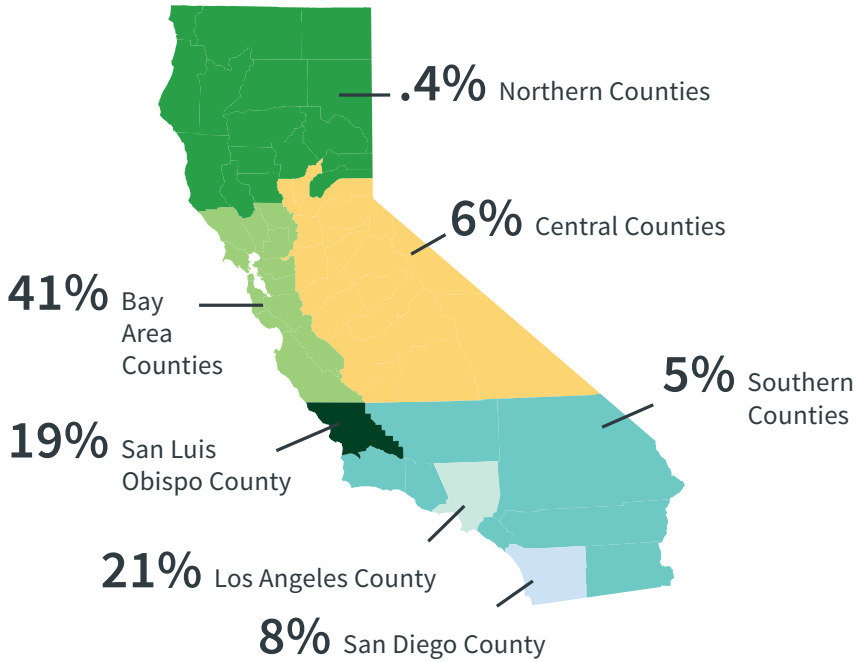 .4% Northern Counties
6% Central Counties
41% Bay
Area
Counties
5% Southern
Counties
19% San Luis
Obispo County
21% Los Angeles County
8% San Diego County